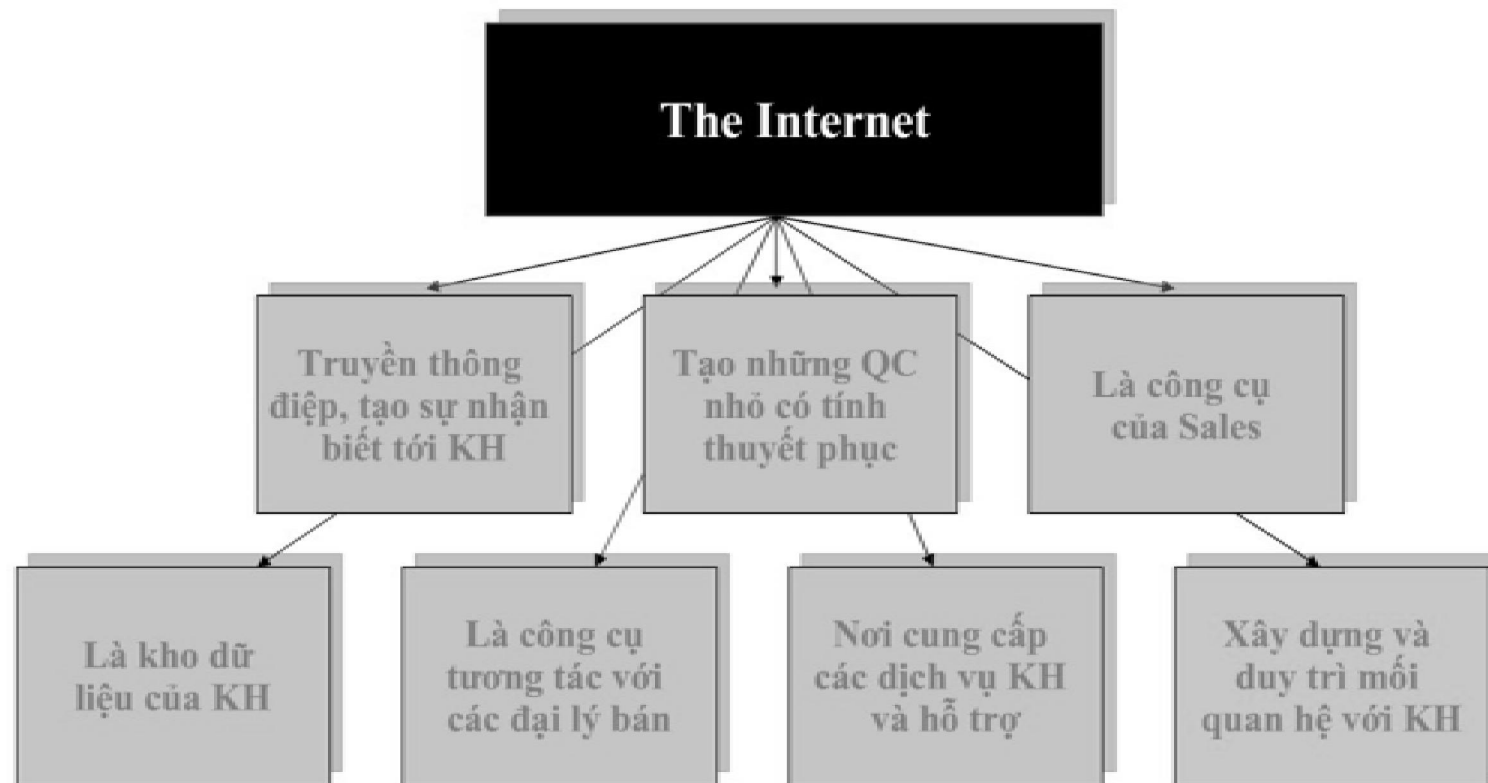 The Internet
Truyền thông
điệp, tạo sự nhận
biết tới KH
Tạo những QC
nhỏ có tính
thuyết phục
Là công cụ
của Sales
Là kho dữ
liệu của KH
Là công cụ
tương tác với
các đại lý bán
Nơi cung cấp
các dịch vụ KH
và hỗ trợ
Xây dựng và
duy trì mối
quan hệ với KH